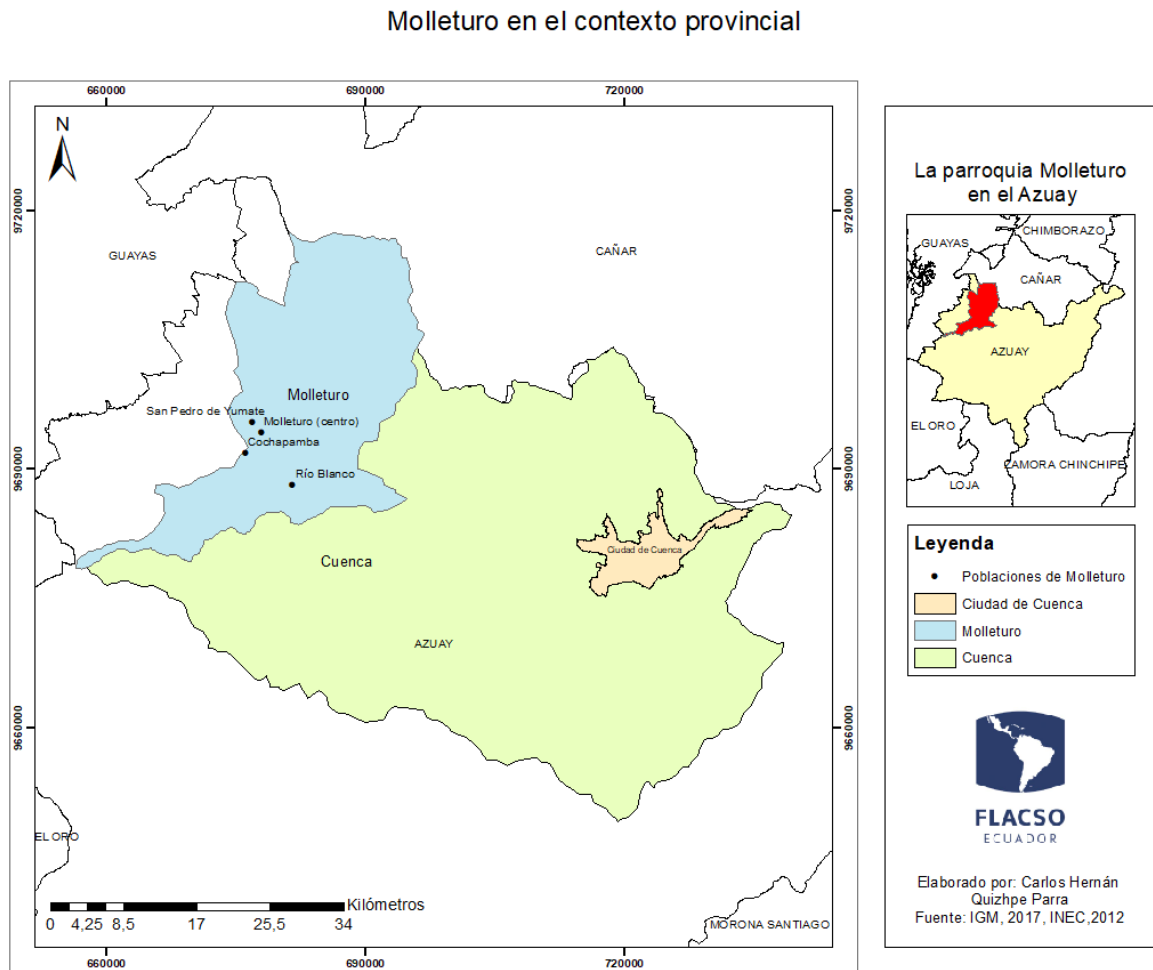 Molleturo en el contexto provincial
660000
690000
720000
N
9720000
9720000
GUAYAS
CAÑAR
Molleturo
San Pedro de Yumate
Molleturo (centro)
Cochapamba
Río Blanco
9690000
9690000
Ciudad de Cuenca
Cuenca
AZUAY
9660000
9660000
EL ORO
Kilómetros
0 4,25 8,5 17 25,5 34
MORONA SANTIAGO
660000
690000
720000
La parroquia Molleturo
en el Azuay
CHIMBORAZO
GUAYAS
CAÑAR
AZUAY
EL ORO
ZAMORA CHINCHIPE
LOJA
Leyenda
Poblaciones de Molleturo
Ciudad de Cuenca
Molleturo
Cuenca
FLACSO
ECUADOR
Elaborado por: Carlos Hernán
Quizhpe Parra
Fuente: IGM, 2017, INEC,2012